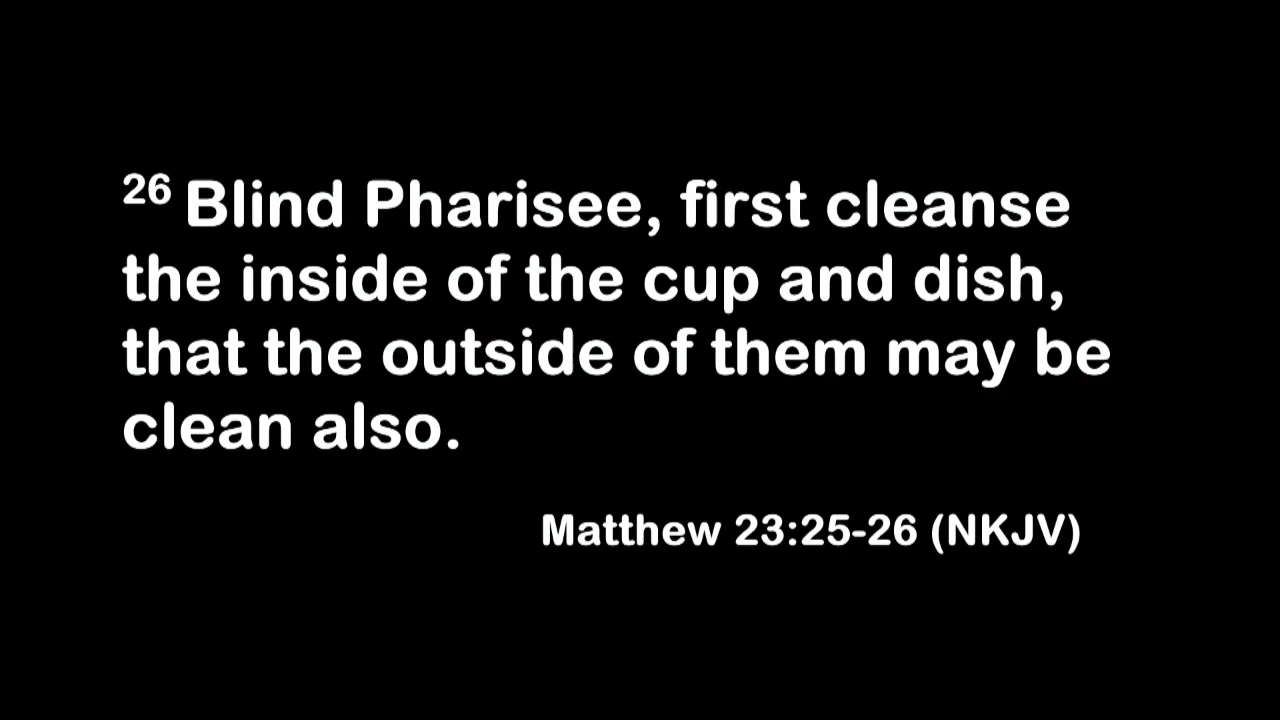 26 Blind Pharisee, first cleanse
the inside of the cup and dish,
that the outside of them may be
clean also.
Matthew 23:25-26 (NKJV)